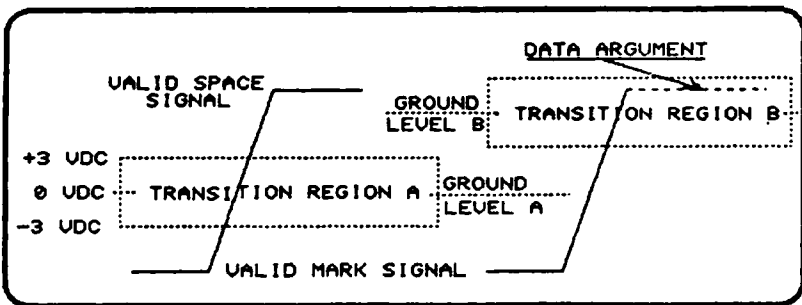 DATA ARGUMENT
VALID SPACE
SIGNAL
GROUND
LEVEL B
TRANSITION REGION B
+3 VDC
0 VDC
TRANSITION REGION A
GROUND
LEVEL A
-3 VDC
VALID MARK SIGNAL